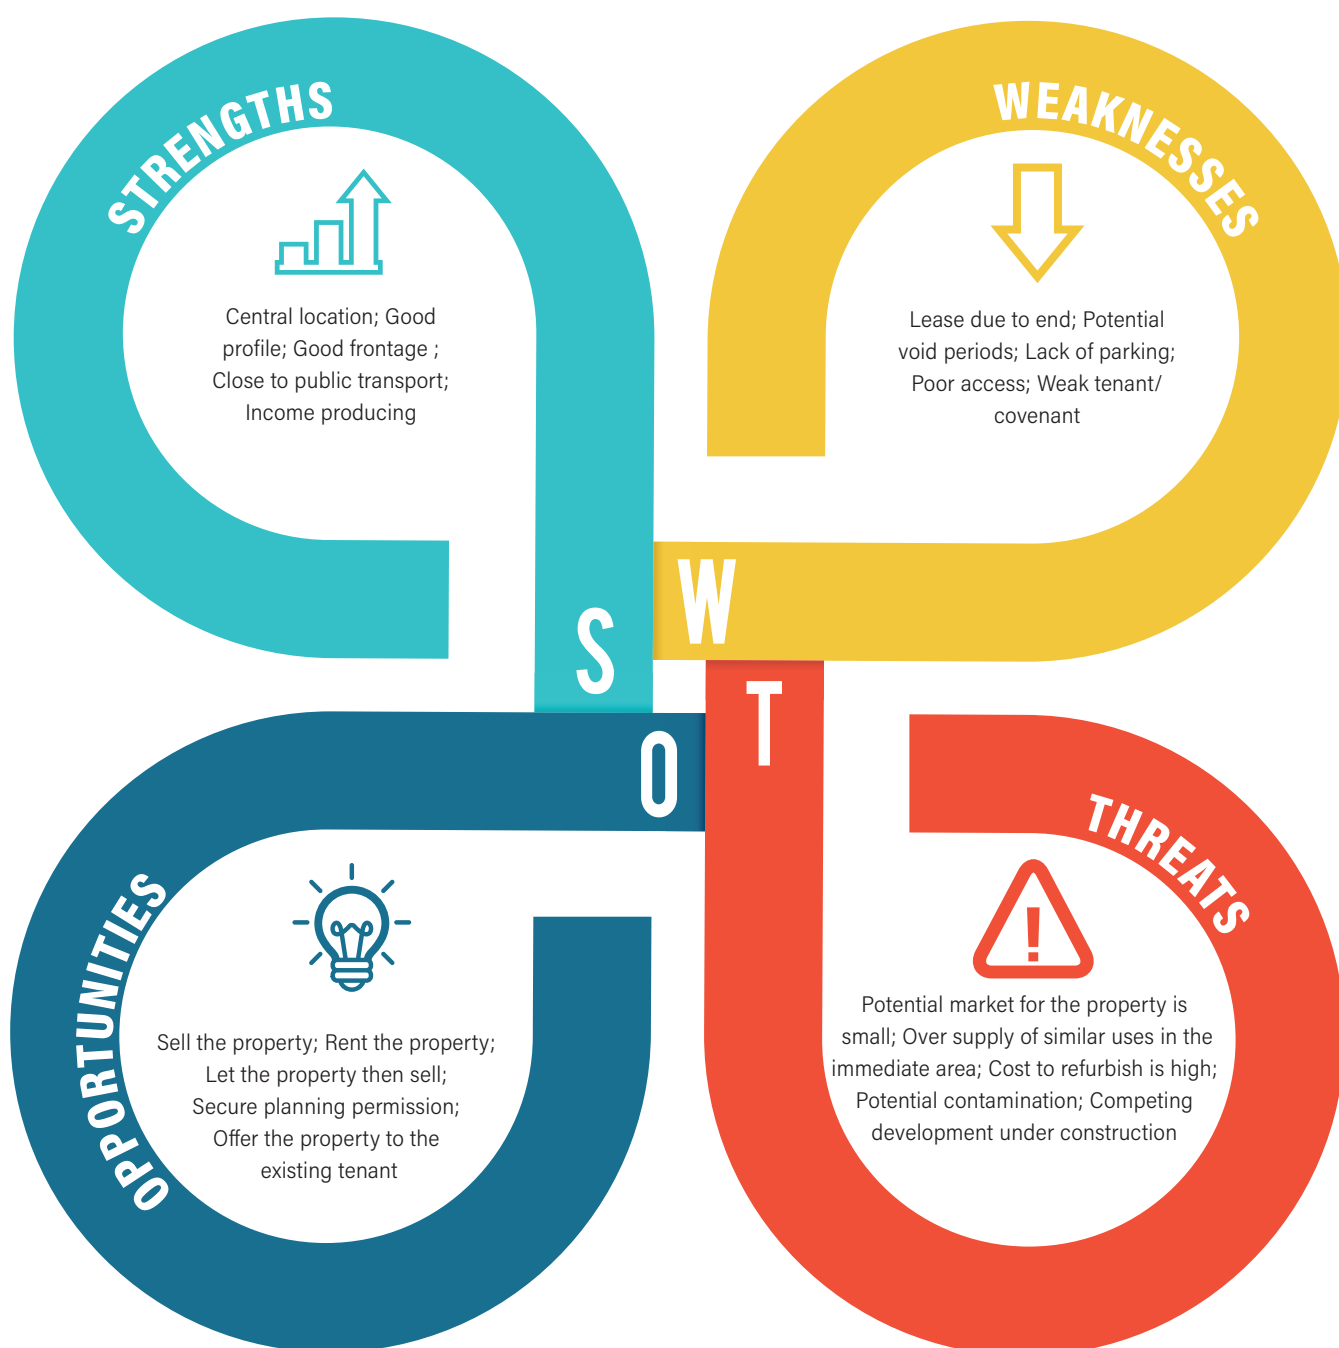 STRENGTHS
Central location; Good
profile; Good frontage ;
Close to public transport;
Income producing
WEAKNESSES
Lease due to end; Potential
void periods; Lack of parking;
Poor access; Weak tenant/
covenant
S
W
O
T
OPPORTUNITIES
Sell the property; Rent the property;
Let the property then sell;
Secure planning permission;
Offer the property to the
existing tenant
THREATS
!
Potential market for the property is
small; Over supply of similar uses in the
immediate area; Cost to refurbish is high;
Potential contamination; Competing
development under construction